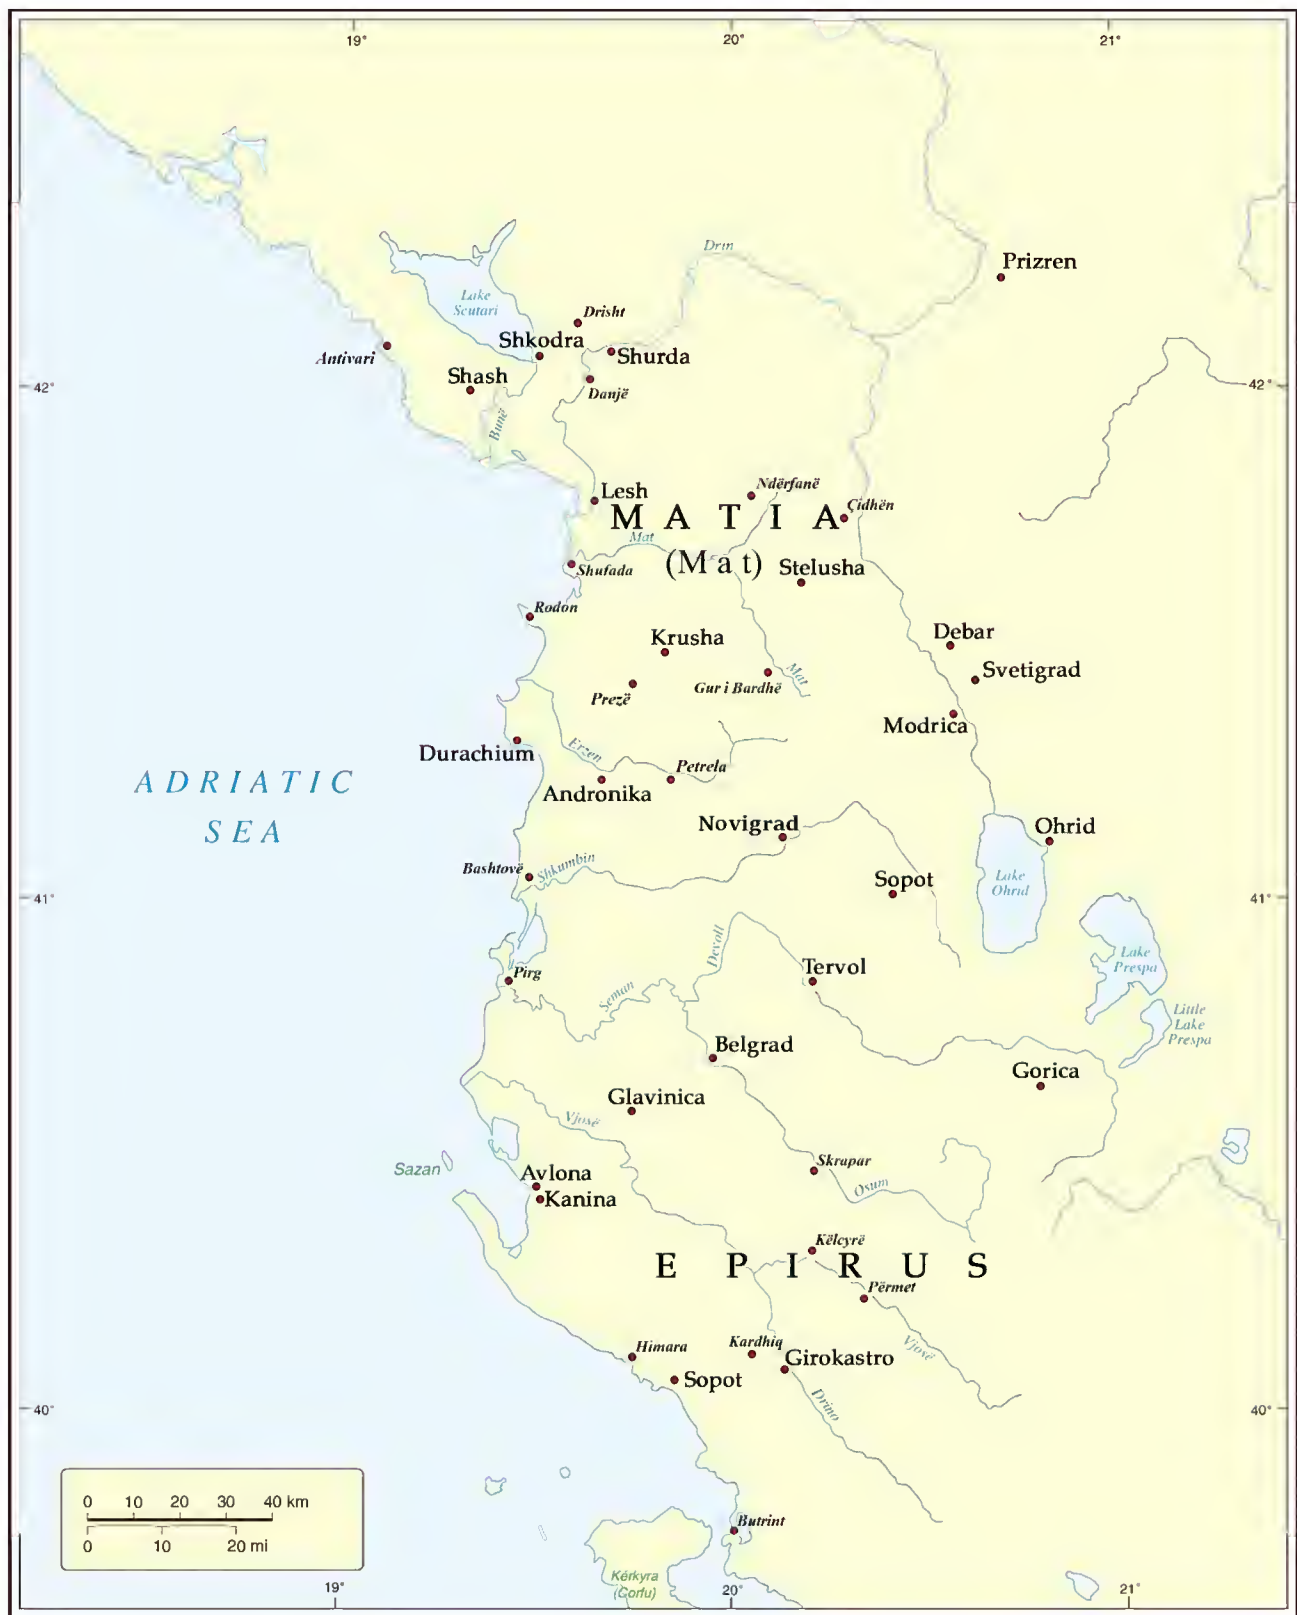 19°
20°
21°
Drin
Prizren
Lake
Scutari
Drisht
Shkodra
Shurda
Antivari
Shash
42°
42°
Danjë
Bunë
Ndërfanë
Lesh
Çidhën
M A T I A
Mat
(M a t)
Shufada
Stelusha
Rodon
Debar
Krusha
Svetigrad
Mat
Gur i Bardhë
Prezë
Modrica
Durachium
Erzen
Petrela
A D R I A T I C
S E A
Andronika
Novigrad
Ohrid
Bashtovë
Shkumbin
Sopot
Lake
Ohrid
41°
41°
Devoll
Lake
Prespa
Tervol
Pirg
Seman
Little
Lake
Prespa
Belgrad
Gorica
Glavinica
Vjosë
Sazan
Skrapar
Avlona
Kanina
Osum
Këlcyrë
E P I R U S
Përmet
Himara
Kardhiq
Vjosë
Girokastro
Sopot
Drino
40°
40°
0 10 20 30 40 km
0 10 20 mi
Butrint
Kérkyra
(Corfu)
19°
20°
21°